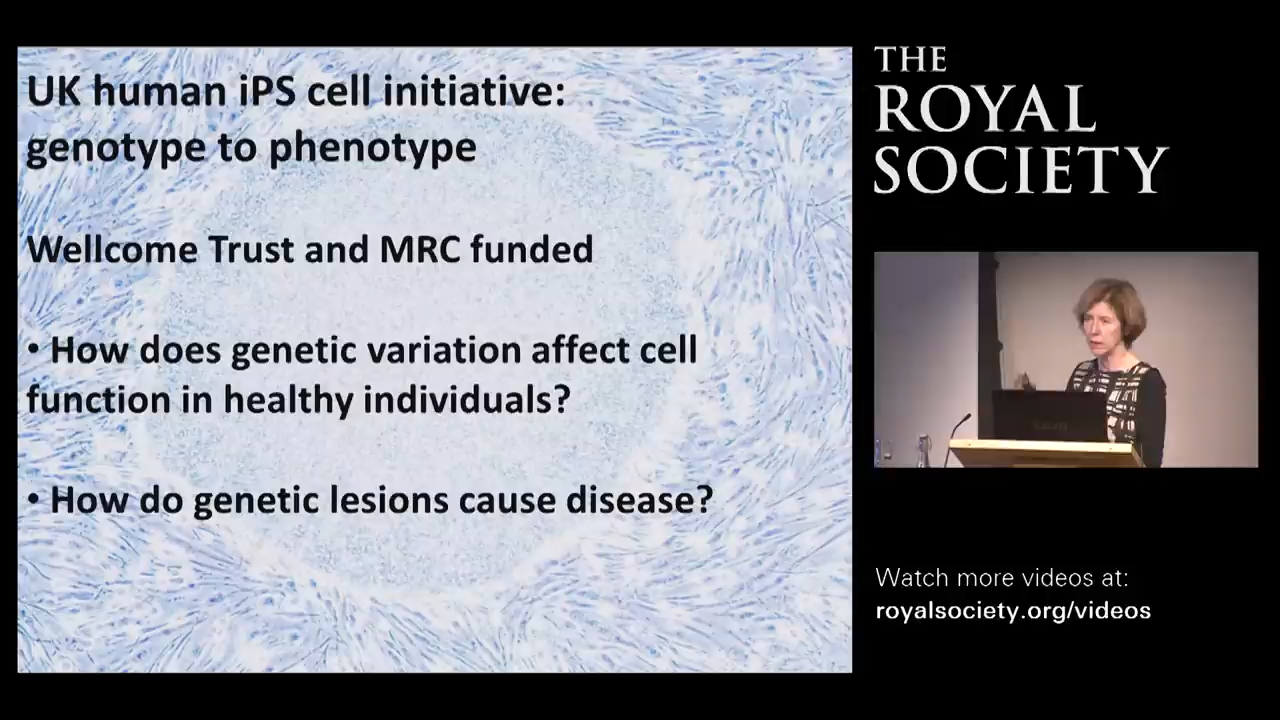 UK human iPS cell initiative:
genotype to phenotype
Wellcome Trust and MRC funded
• How does genetic variation affect cell
function in healthy individuals?
• How do genetic lesions cause disease?
THE
ROYAL
SOCIETY
Watch more videos at:
royalsociety.org/videos